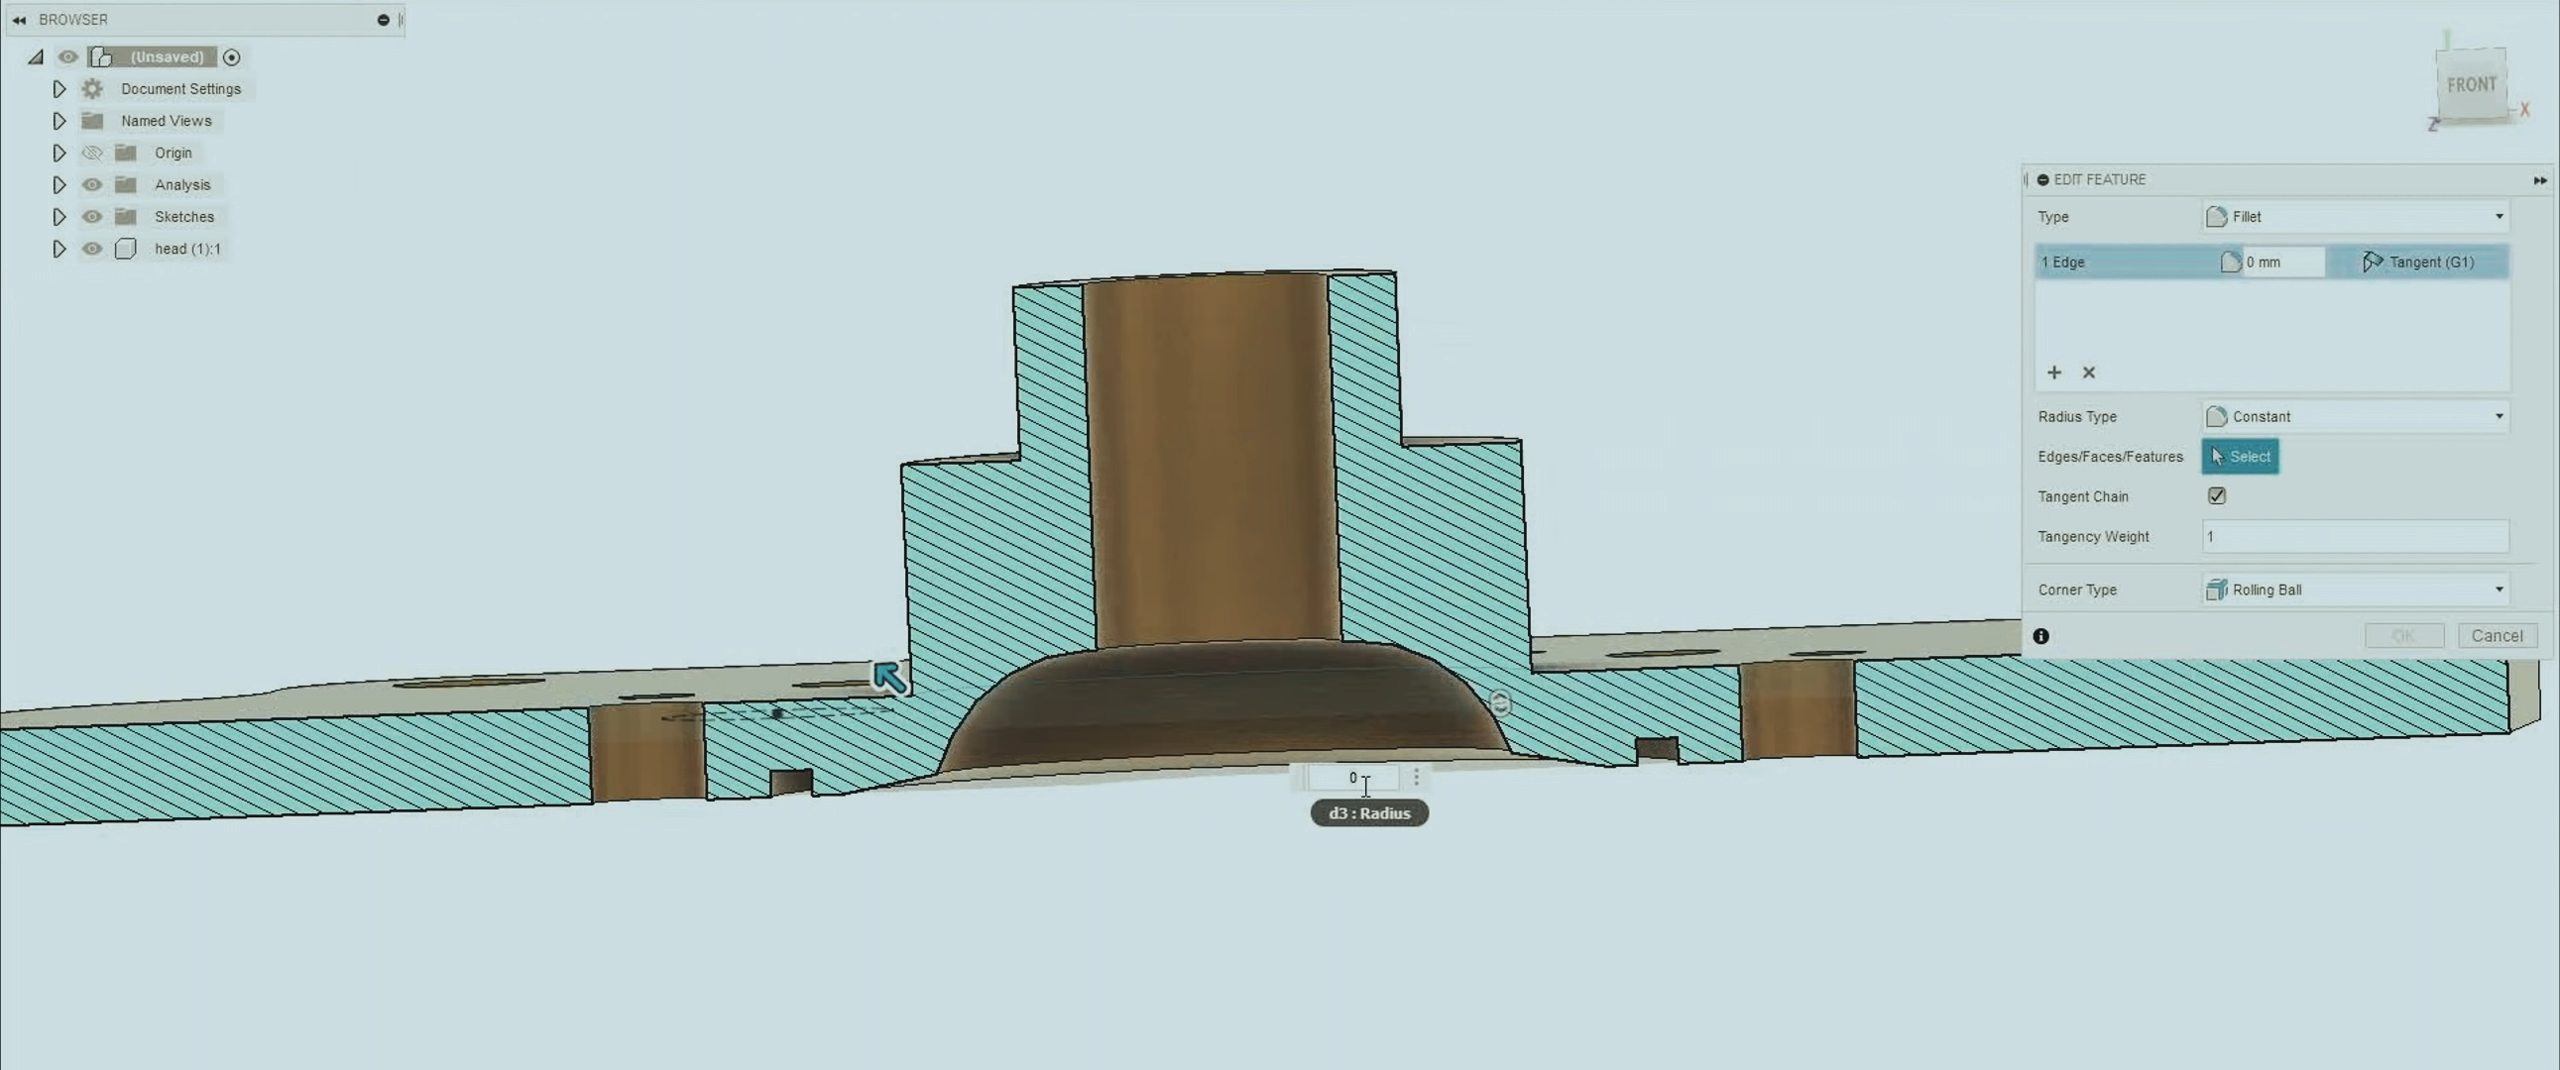 BROWSER
(Unsaved)
Document Settings
Named Views
Origin
Analysis
Sketches
head (1):1
FRONT
X
Z
EDIT FEATURE
Type
Fillet
1 Edge
0 mm
Tangent (G1)
Radius Type
Constant
Edges/Faces/Features
Select
Tangent Chain
Tangency Weight
1
Corner Type
Rolling Ball
OK
Cancel
0
d3 : Radius